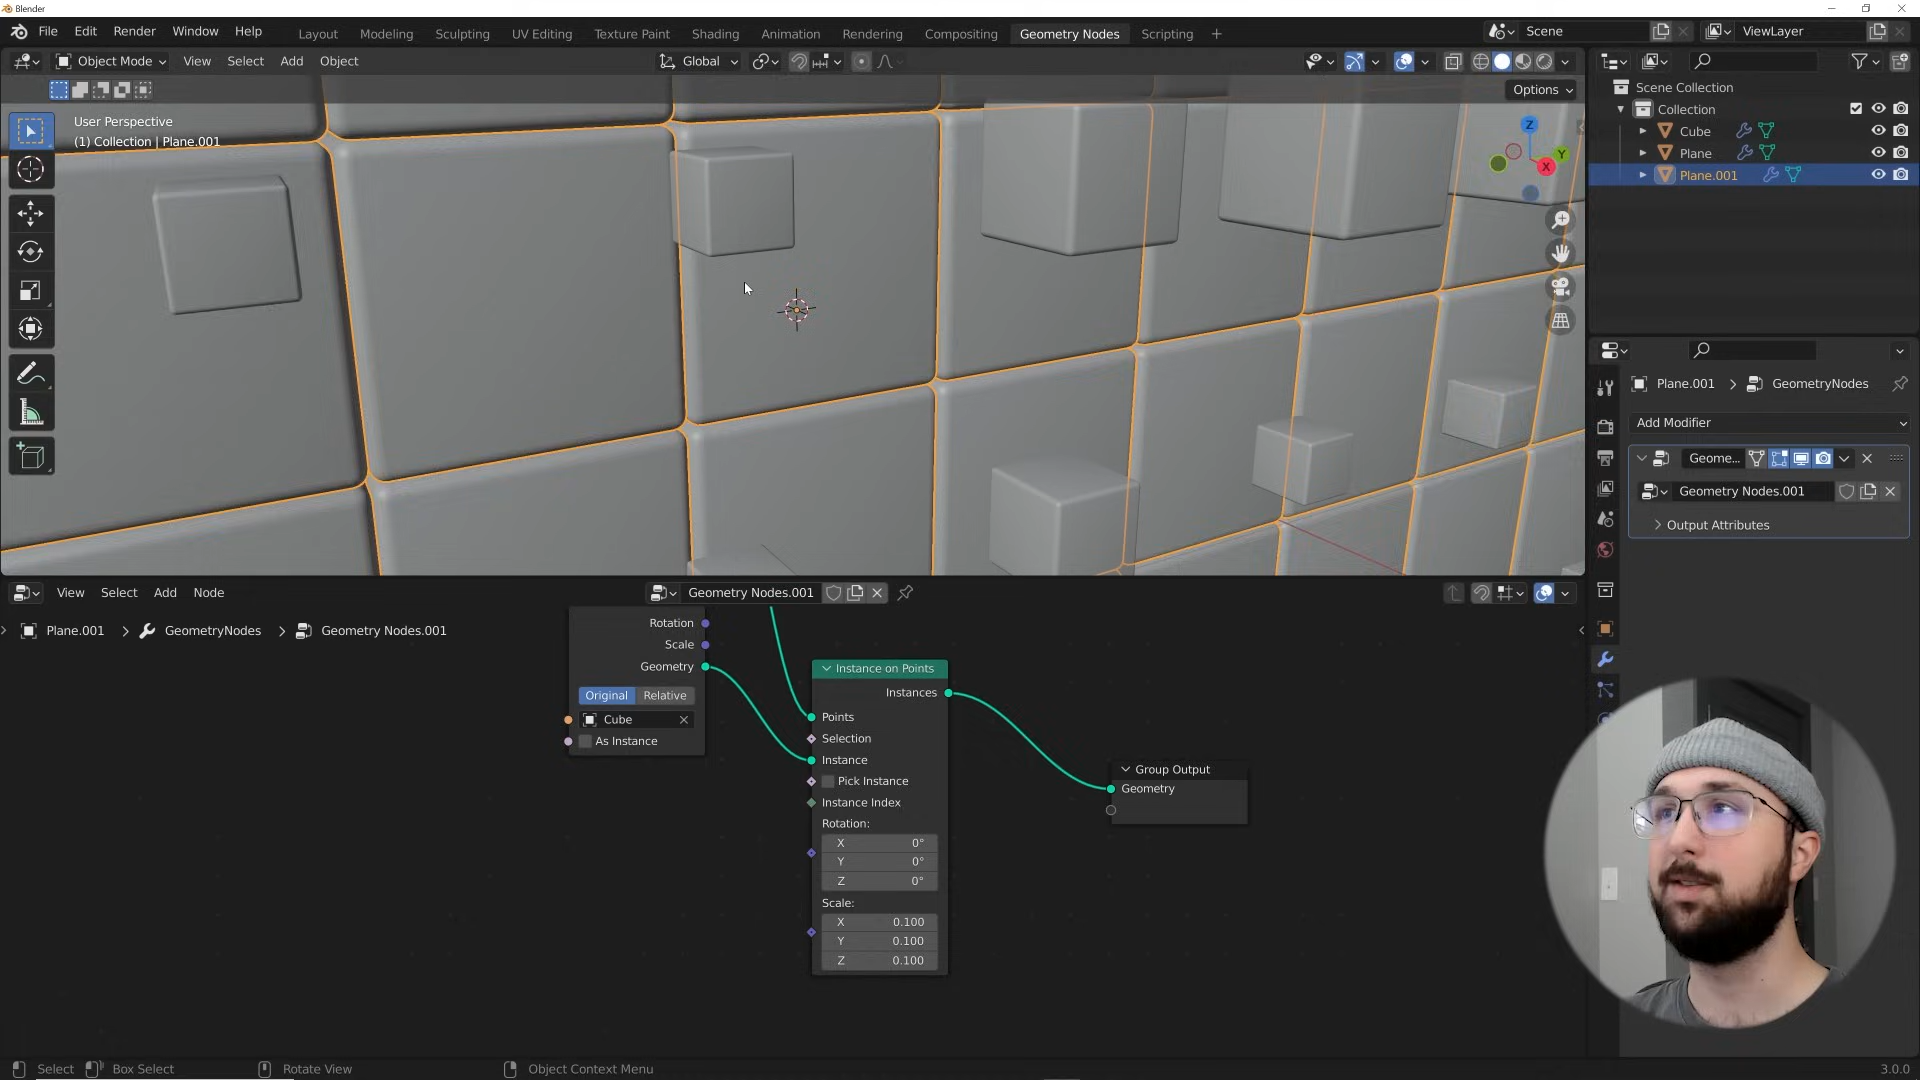 Blender
File Edit Render Window Help
Layout Modeling Sculpting UV Editing Texture Paint Shading Animation Rendering Compositing Geometry Nodes Scripting +
Scene
ViewLayer
Object Mode View Select Add Object
Global
Options
User Perspective
(1) Collection | Plane.001
Z
Y
X
Scene Collection
Collection
Cube
Plane
Plane.001
Plane.001 > GeometryNodes
Add Modifier
Geome...
Geometry Nodes.001
Output Attributes
View Select Add Node
Geometry Nodes.001
Plane.001 > GeometryNodes > Geometry Nodes.001
Rotation
Scale
Geometry
Original Relative
Cube
As Instance
Instance on Points
Instances
Points
Selection
Instance
Pick Instance
Instance Index
Rotation:
X 0°
Y 0°
Z 0°
Scale:
X 0.100
Y 0.100
Z 0.100
Group Output
Geometry
Select
Box Select
Rotate View
Object Context Menu
3.0.0